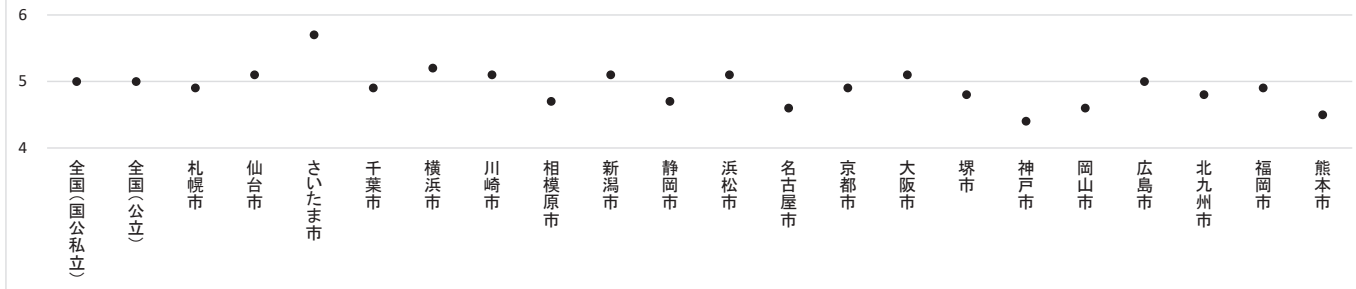 6
5
4
全国(国公私立)
全国(公立)
札幌市
仙台市
さいたま市
千葉市
横浜市
川崎市
相模原市
新潟市
静岡市
浜松市
名古屋市
京都市
大阪市
堺市
神戸市
岡山市
広島市
北九州市
福岡市
熊本市